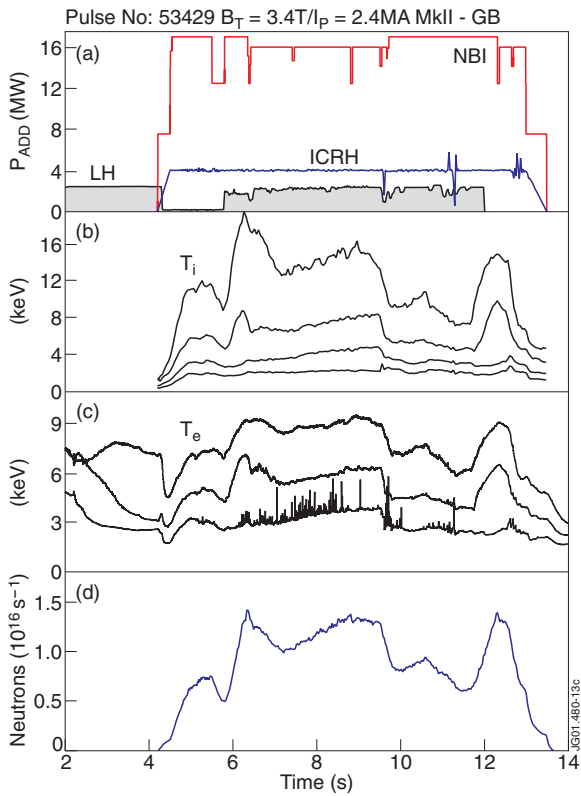 Pulse No: 53429 B_T = 3.4T/I_P = 2.4MA MkII - GB
(a)
NBI
ICRH
LH
P_ADD (MW)
16
12
8
4
0
(b)
T_i
(keV)
16
12
8
4
0
(c)
T_e
(keV)
9
6
3
0
(d)
Neutrons (10^16 s^-1)
1.5
1.0
0.5
0
2 4 6 8 10 12 14
Time (s)
JG01.480-13c